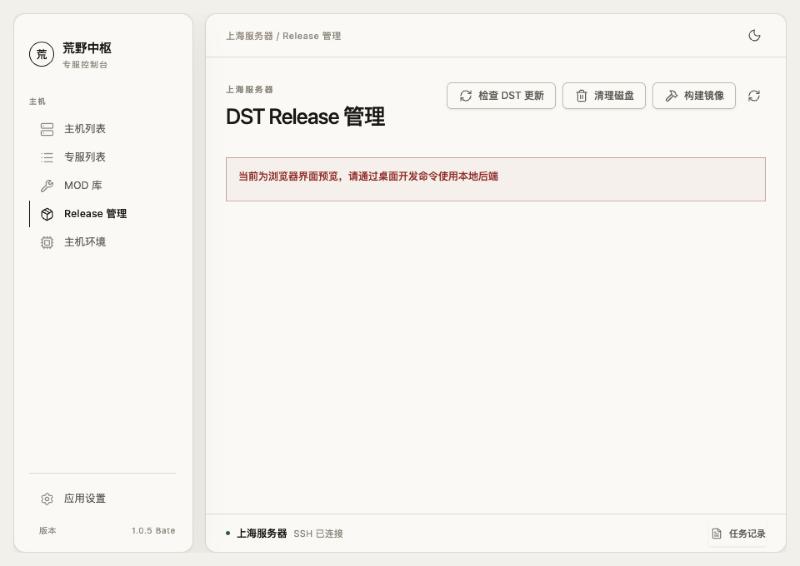 荒
荒野中枢
专服控制台
主机
主机列表
专服列表
MOD 库
Release 管理
主机环境
应用设置
版本 1.0.5 Bate
上海服务器 / Release 管理
上海服务器
DST Release 管理
检查 DST 更新 清理磁盘 构建镜像
当前为浏览器界面预览，请通过桌面开发命令使用本地后端
上海服务器 SSH 已连接 任务记录